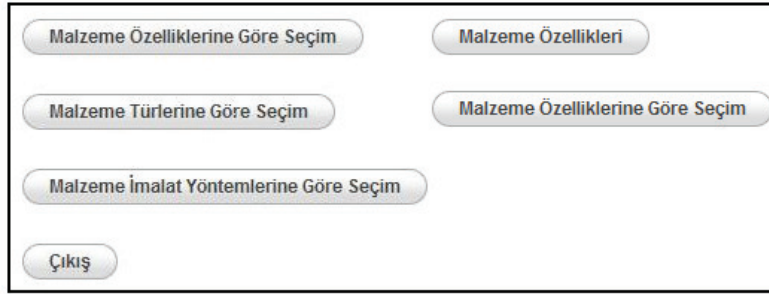 Malzeme Özelliklerine Göre Seçim
Malzeme Özellikleri
Malzeme Türlerine Göre Seçim
Malzeme Özelliklerine Göre Seçim
Malzeme İmalat Yöntemlerine Göre Seçim
Çıkış